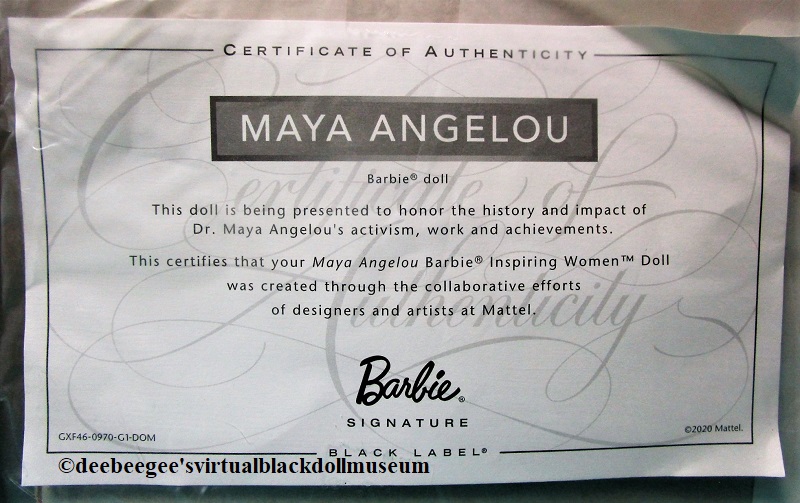 CERTIFICATE OF AUTHENTICITY
MAYA ANGELOU
Barbie® doll
Certificate of
Authenticity
This doll is being presented to honor the history and impact of
Dr. Maya Angelou's activism, work and achievements.
This certifies that your Maya Angelou Barbie® Inspiring Women™ Doll
was created through the collaborative efforts
of designers and artists at Mattel.
Barbie®
SIGNATURE
GXF46-0970-G1-DOM
©2020 Mattel.
BLACK LABEL®
©deebeegee'svirtualblackdollmuseum